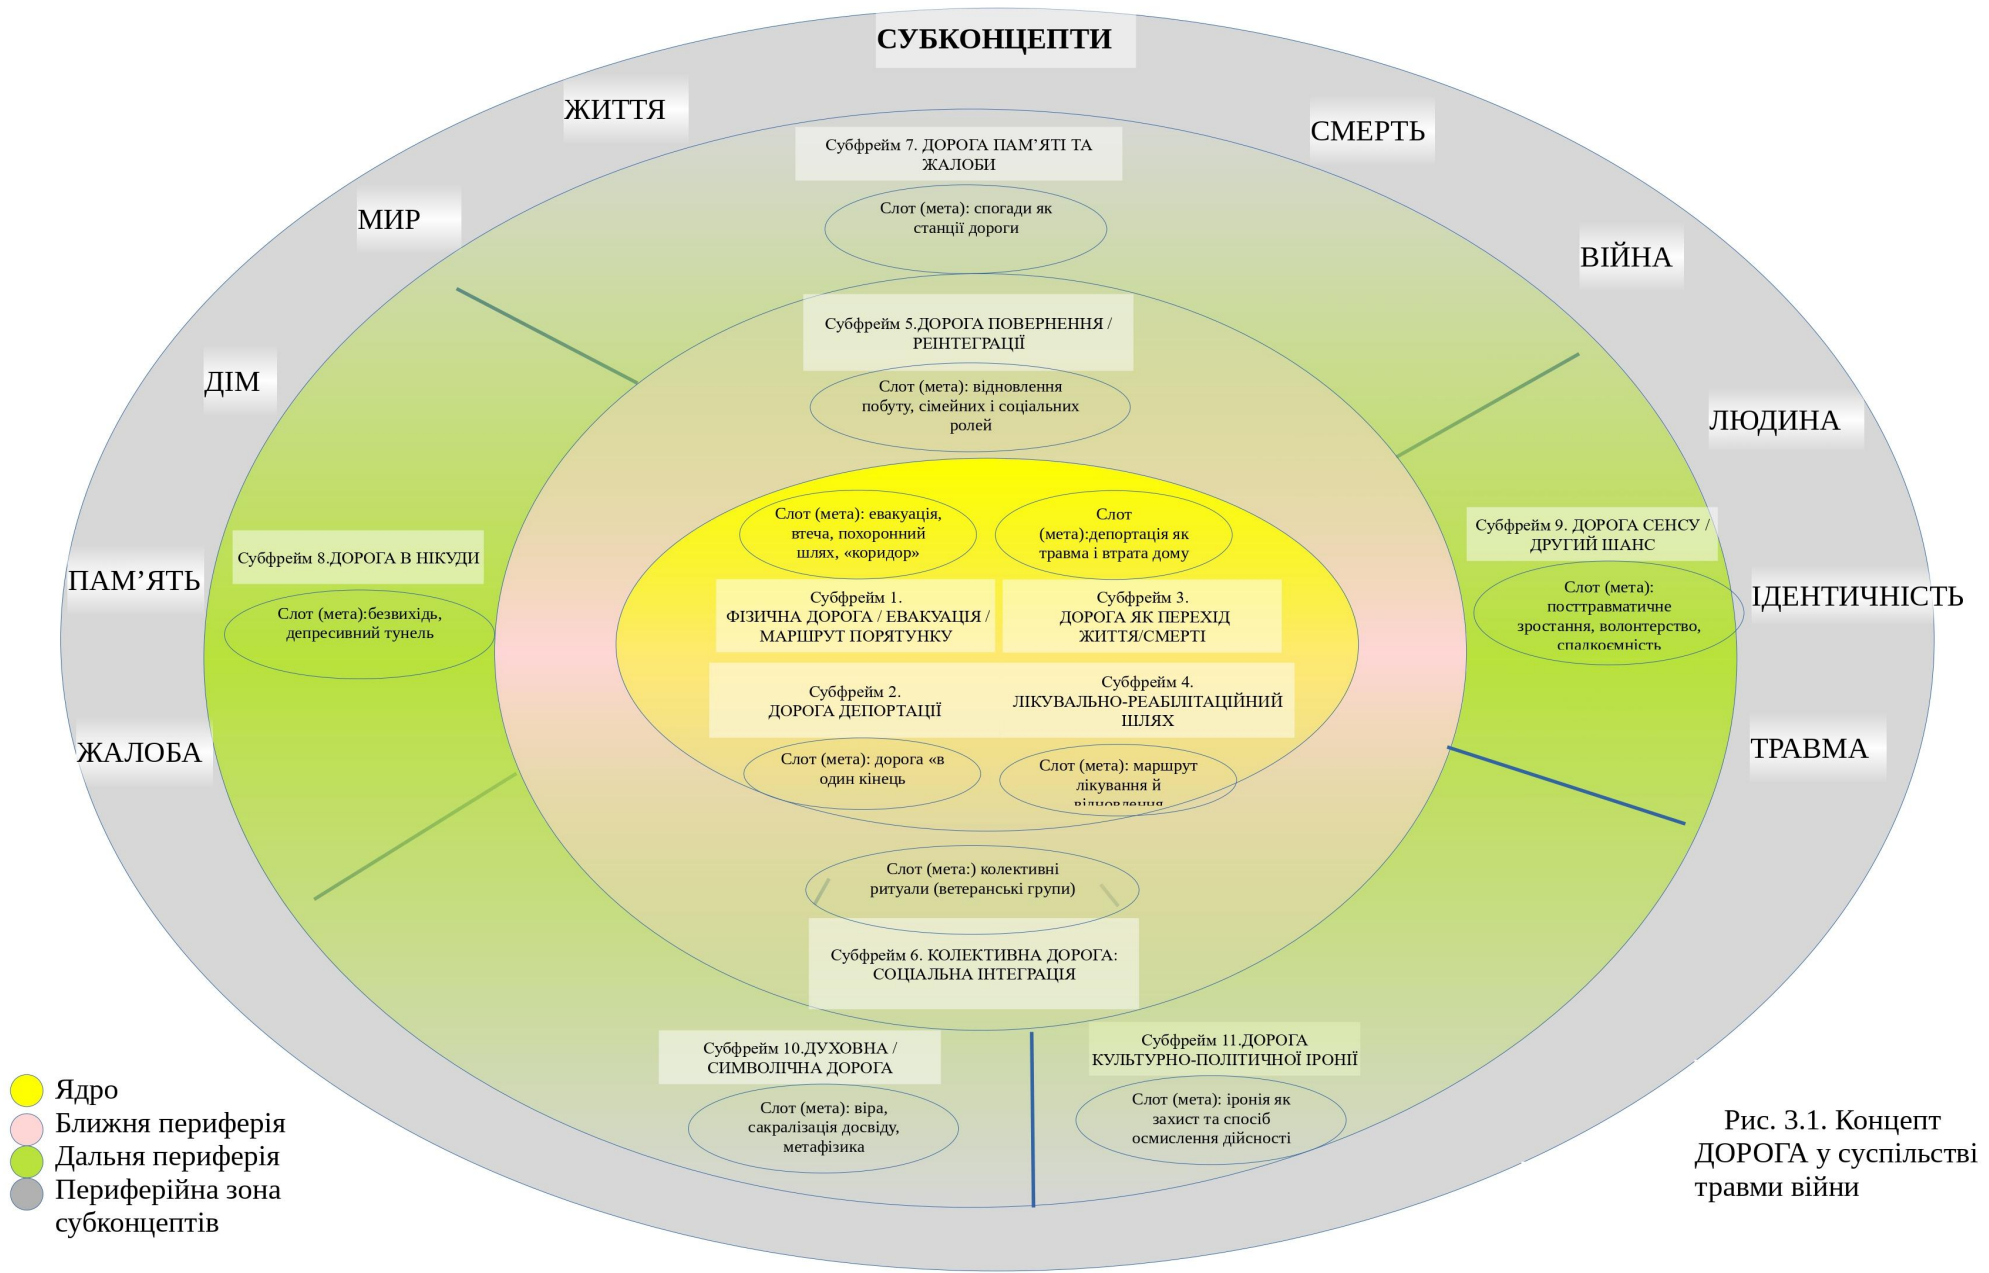 СУБКОНЦЕПТИ
ЖИТТЯ
СМЕРТЬ
МИР
ВІЙНА
ДІМ
ЛЮДИНА
ПАМ’ЯТЬ
ІДЕНТИЧНІСТЬ
ЖАЛОБА
ТРАВМА
Субфрейм 7. ДОРОГА ПАМ’ЯТІ ТА
ЖАЛОБИ
Слот (мета): спогади як
станції дороги
Субфрейм 5.ДОРОГА ПОВЕРНЕННЯ /
РЕІНТЕГРАЦІЇ
Слот (мета): відновлення
побуту, сімейних і соціальних
ролей
Слот (мета): евакуація,
втеча, похоронний
шлях, «коридор»
Слот
(мета):депортація як
травма і втрата дому
Субфрейм 1.
ФІЗИЧНА ДОРОГА / ЕВАКУАЦІЯ /
МАРШРУТ ПОРЯТУНКУ
Субфрейм 3.
ДОРОГА ЯК ПЕРЕХІД
ЖИТТЯ/СМЕРТІ
Субфрейм 2.
ДОРОГА ДЕПОРТАЦІЇ
Субфрейм 4.
ЛІКУВАЛЬНО-РЕАБІЛІТАЦІЙНИЙ
ШЛЯХ
Слот (мета): дорога «в
один кінець
Слот (мета): маршрут
лікування й
відновлення
Субфрейм 8.ДОРОГА В НІКУДИ
Слот (мета):безвихідь,
депресивний тунель
Субфрейм 9. ДОРОГА СЕНСУ /
ДРУГИЙ ШАНС
Слот (мета):
посттравматичне
зростання, волонтерство,
спадкоємність
Слот (мета:) колективні
ритуали (ветеранські групи)
Субфрейм 6. КОЛЕКТИВНА ДОРОГА:
СОЦІАЛЬНА ІНТЕГРАЦІЯ
Субфрейм 10.ДУХОВНА /
СИМВОЛІЧНА ДОРОГА
Слот (мета): віра,
сакралізація досвіду,
метафізика
Субфрейм 11.ДОРОГА
КУЛЬТУРНО-ПОЛІТИЧНОЇ ІРОНІЇ
Слот (мета): іронія як
захист та спосіб
осмислення дійсності
Ядро
Ближня периферія
Дальня периферія
Периферійна зона
субконцептів
Рис. 3.1. Концепт
ДОРОГА у суспільстві
травми війни